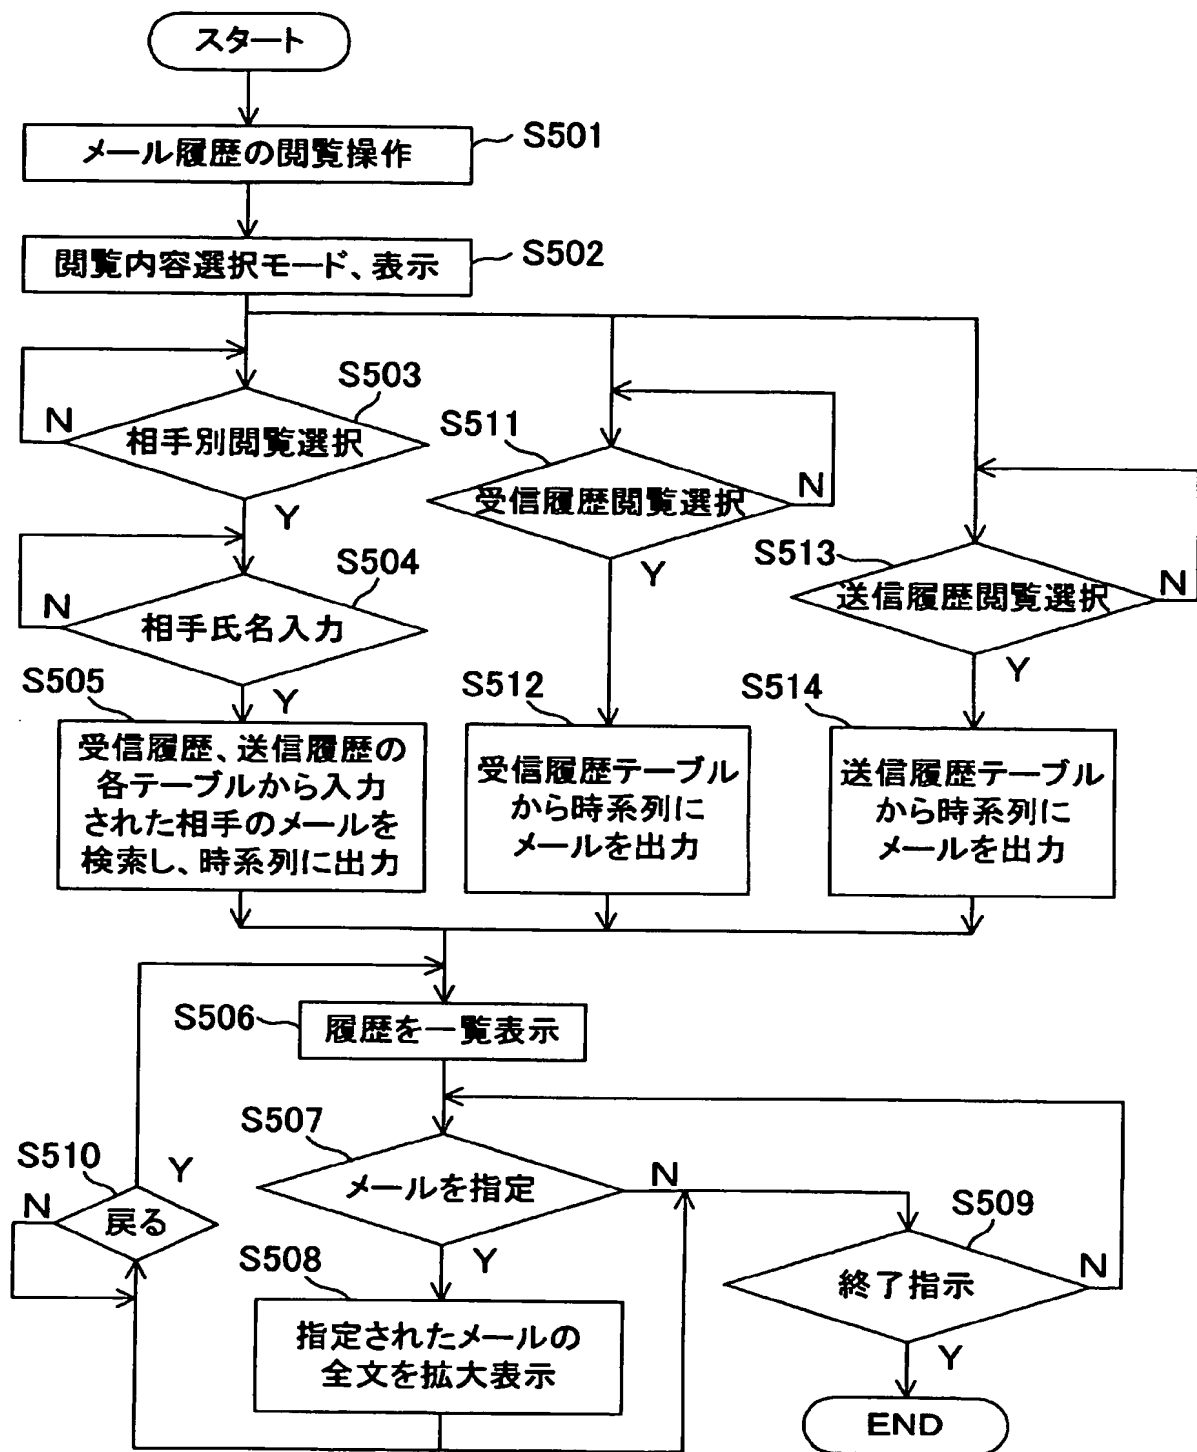 スタート
メール履歴の閲覧操作
S501
閲覧内容選択モード、表示
S502
S503
N
相手別閲覧選択
Y
S511
受信履歴閲覧選択
N
Y
S513
送信履歴閲覧選択
N
Y
S504
N
相手氏名入力
Y
S505
受信履歴、送信履歴の
各テーブルから入力
された相手のメールを
検索し、時系列に出力
S512
受信履歴テーブル
から時系列に
メールを出力
S514
送信履歴テーブル
から時系列に
メールを出力
S506
履歴を一覧表示
S507
メールを指定
N
Y
S510
Y
N
戻る
S508
指定されたメールの
全文を拡大表示
S509
終了指示
N
Y
END